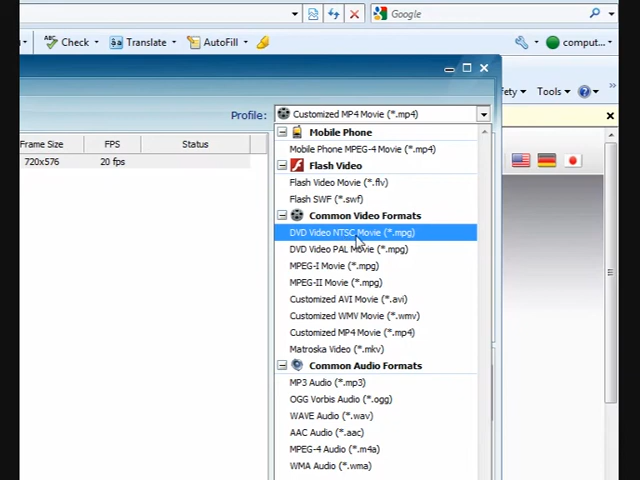 Google
Check
Translate
AutoFill
comput...
fety
Tools
Profile:
Customized MP4 Movie (*.mp4)
Frame Size
FPS
Status
720x576
20 fps
Mobile Phone
Mobile Phone MPEG-4 Movie (*.mp4)
Flash Video
Flash Video Movie (*.flv)
Flash SWF (*.swf)
Common Video Formats
DVD Video NTSC Movie (*.mpg)
DVD Video PAL Movie (*.mpg)
MPEG-I Movie (*.mpg)
MPEG-II Movie (*.mpg)
Customized AVI Movie (*.avi)
Customized WMV Movie (*.wmv)
Customized MP4 Movie (*.mp4)
Matroska Video (*.mkv)
Common Audio Formats
MP3 Audio (*.mp3)
OGG Vorbis Audio (*.ogg)
WAVE Audio (*.wav)
AAC Audio (*.aac)
MPEG-4 Audio (*.m4a)
WMA Audio (*.wma)